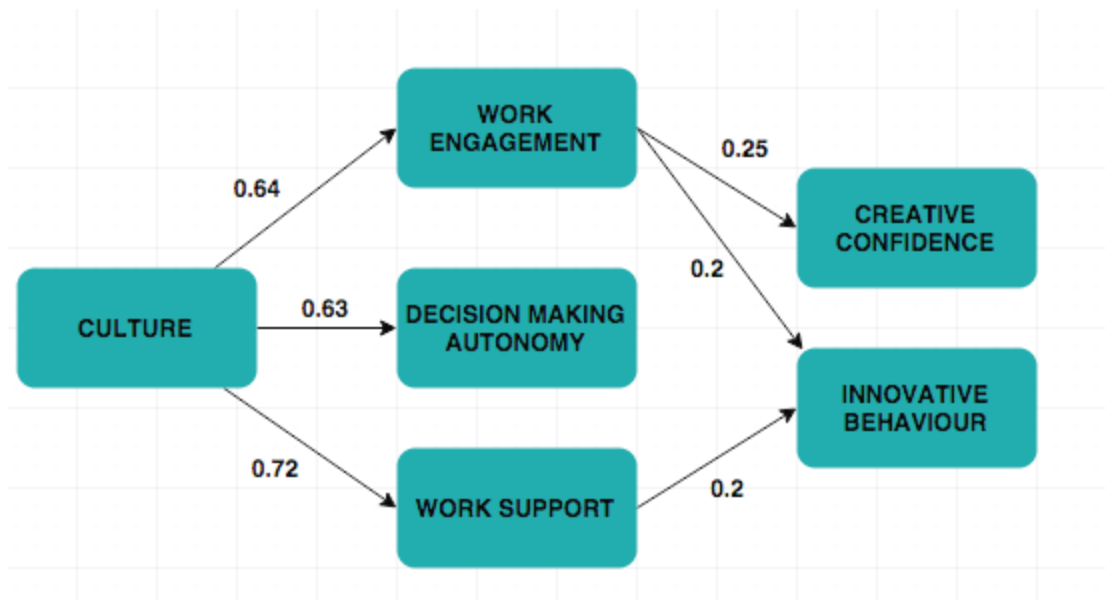 WORK
ENGAGEMENT
0.25
0.64
CREATIVE
CONFIDENCE
0.2
CULTURE
0.63
DECISION MAKING
AUTONOMY
INNOVATIVE
BEHAVIOUR
0.72
WORK SUPPORT
0.2